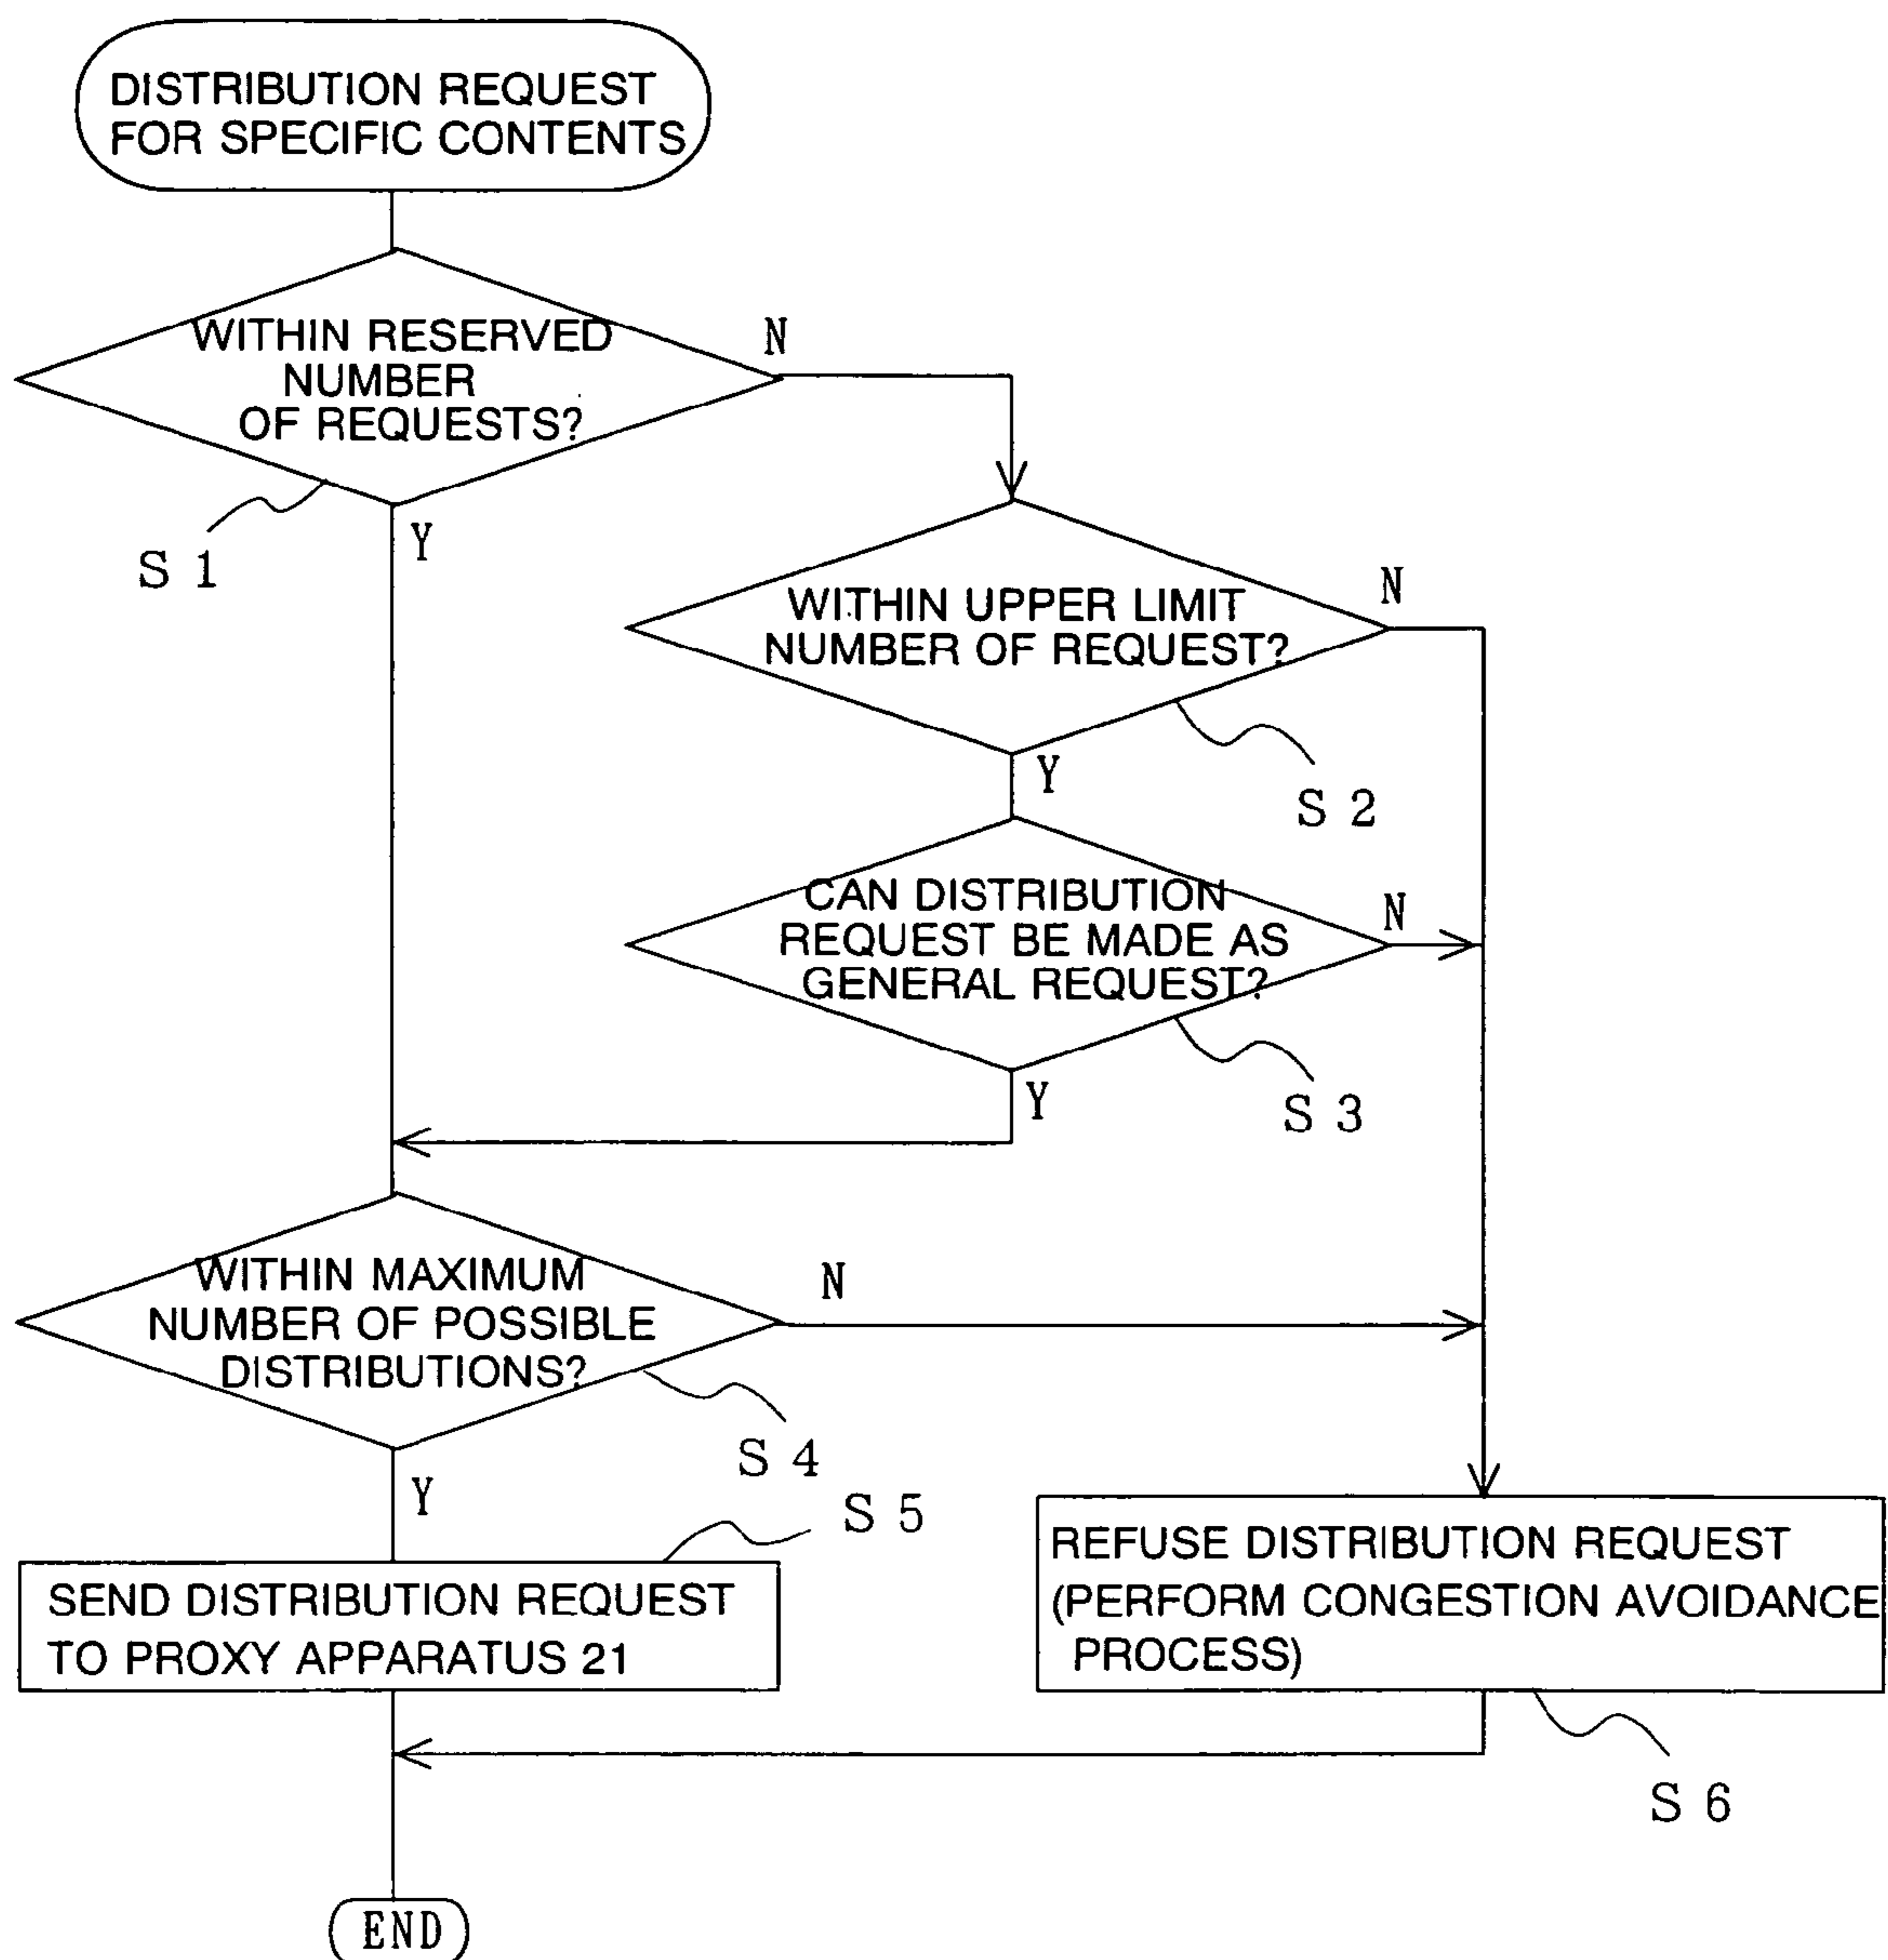 DISTRIBUTION REQUEST
FOR SPECIFIC CONTENTS
WITHIN RESERVED
NUMBER
OF REQUESTS?
N
S 1
Y
WITHIN UPPER LIMIT
NUMBER OF REQUEST?
N
Y
S 2
CAN DISTRIBUTION
REQUEST BE MADE AS
GENERAL REQUEST?
N
Y
S 3
WITHIN MAXIMUM
NUMBER OF POSSIBLE
DISTRIBUTIONS?
N
S 4
Y
S 5
SEND DISTRIBUTION REQUEST
TO PROXY APPARATUS 21
REFUSE DISTRIBUTION REQUEST
(PERFORM CONGESTION AVOIDANCE
PROCESS)
S 6
END